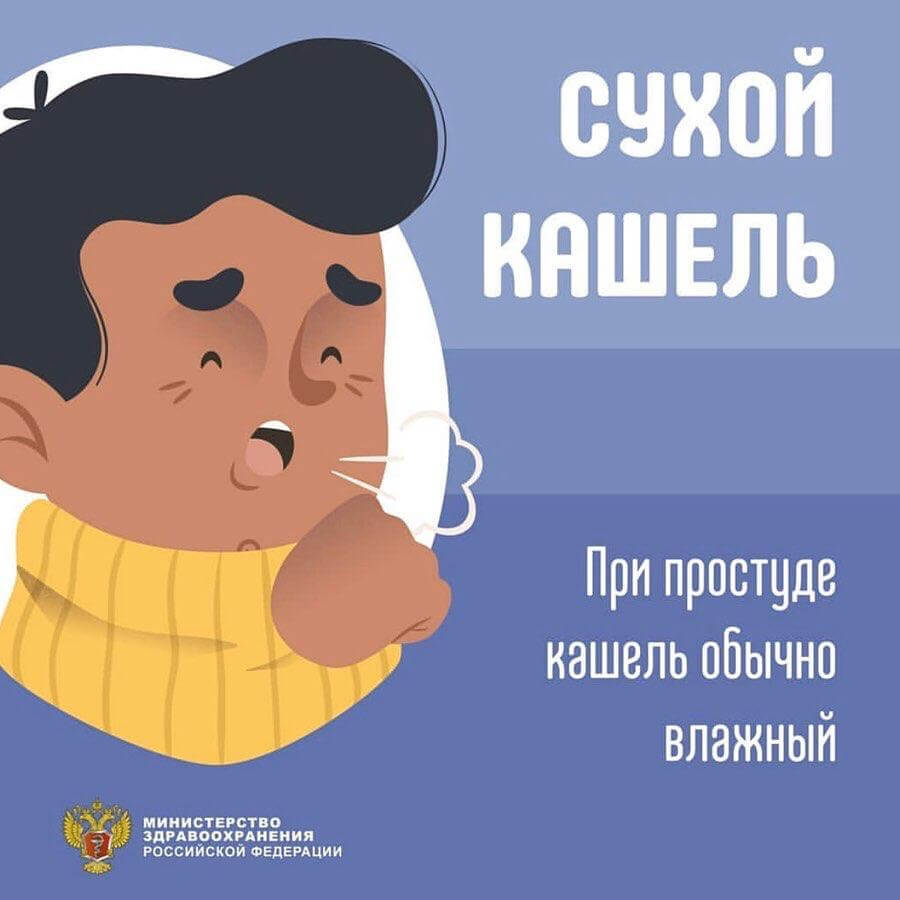 СУХОЙ
КАШЕЛЬ
При простуде
кашель обычно
влажный
МИНИСТЕРСТВО
ЗДРАВООХРАНЕНИЯ
РОССИЙСКОЙ ФЕДЕРАЦИИ